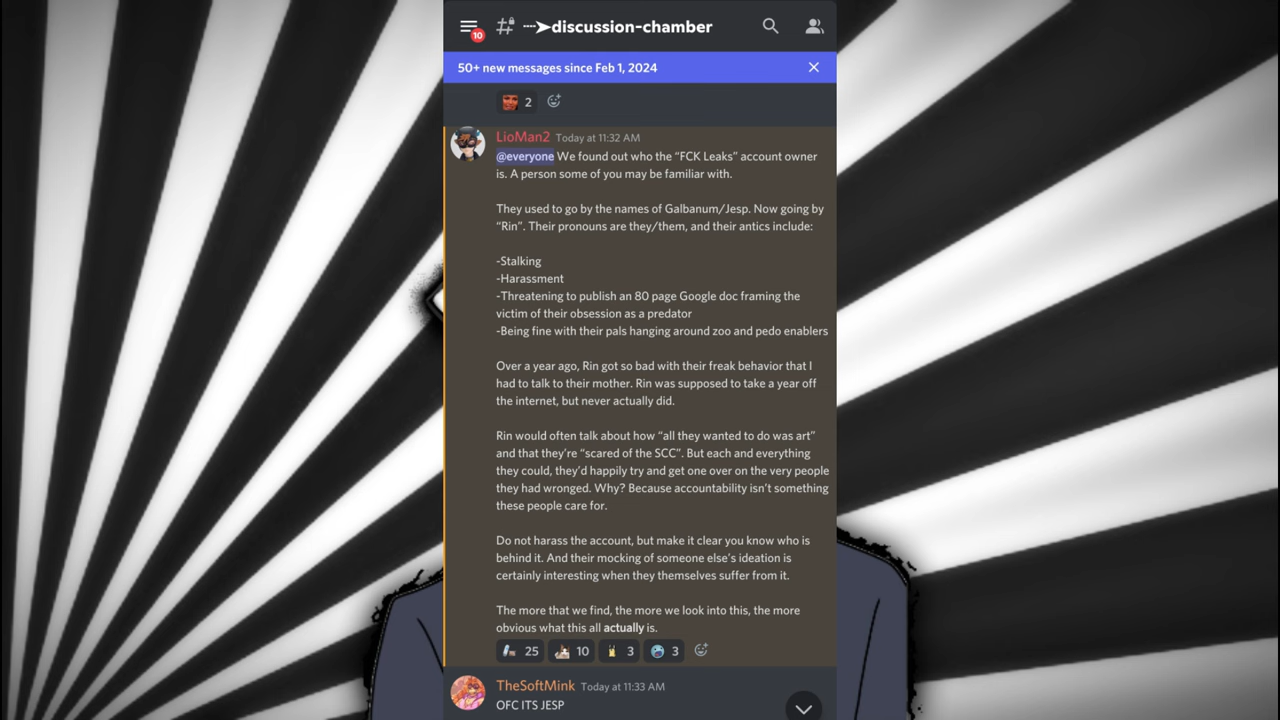 10
# ┄➤discussion-chamber
50+ new messages since Feb 1, 2024
2
LioMan2 Today at 11:32 AM
@everyone We found out who the “FCK Leaks” account owner
is. A person some of you may be familiar with.
They used to go by the names of Galbanum/Jesp. Now going by
“Rin”. Their pronouns are they/them, and their antics include:
-Stalking
-Harassment
-Threatening to publish an 80 page Google doc framing the
victim of their obsession as a predator
-Being fine with their pals hanging around zoo and pedo enablers
Over a year ago, Rin got so bad with their freak behavior that I
had to talk to their mother. Rin was supposed to take a year off
the internet, but never actually did.
Rin would often talk about how “all they wanted to do was art”
and that they’re “scared of the SCC”. But each and everything
they could, they’d happily try and get one over on the very people
they had wronged. Why? Because accountability isn’t something
these people care for.
Do not harass the account, but make it clear you know who is
behind it. And their mocking of someone else’s ideation is
certainly interesting when they themselves suffer from it.
The more that we find, the more we look into this, the more
obvious what this all actually is.
25 10 3 3
TheSoftMink Today at 11:33 AM
OFC ITS JESP